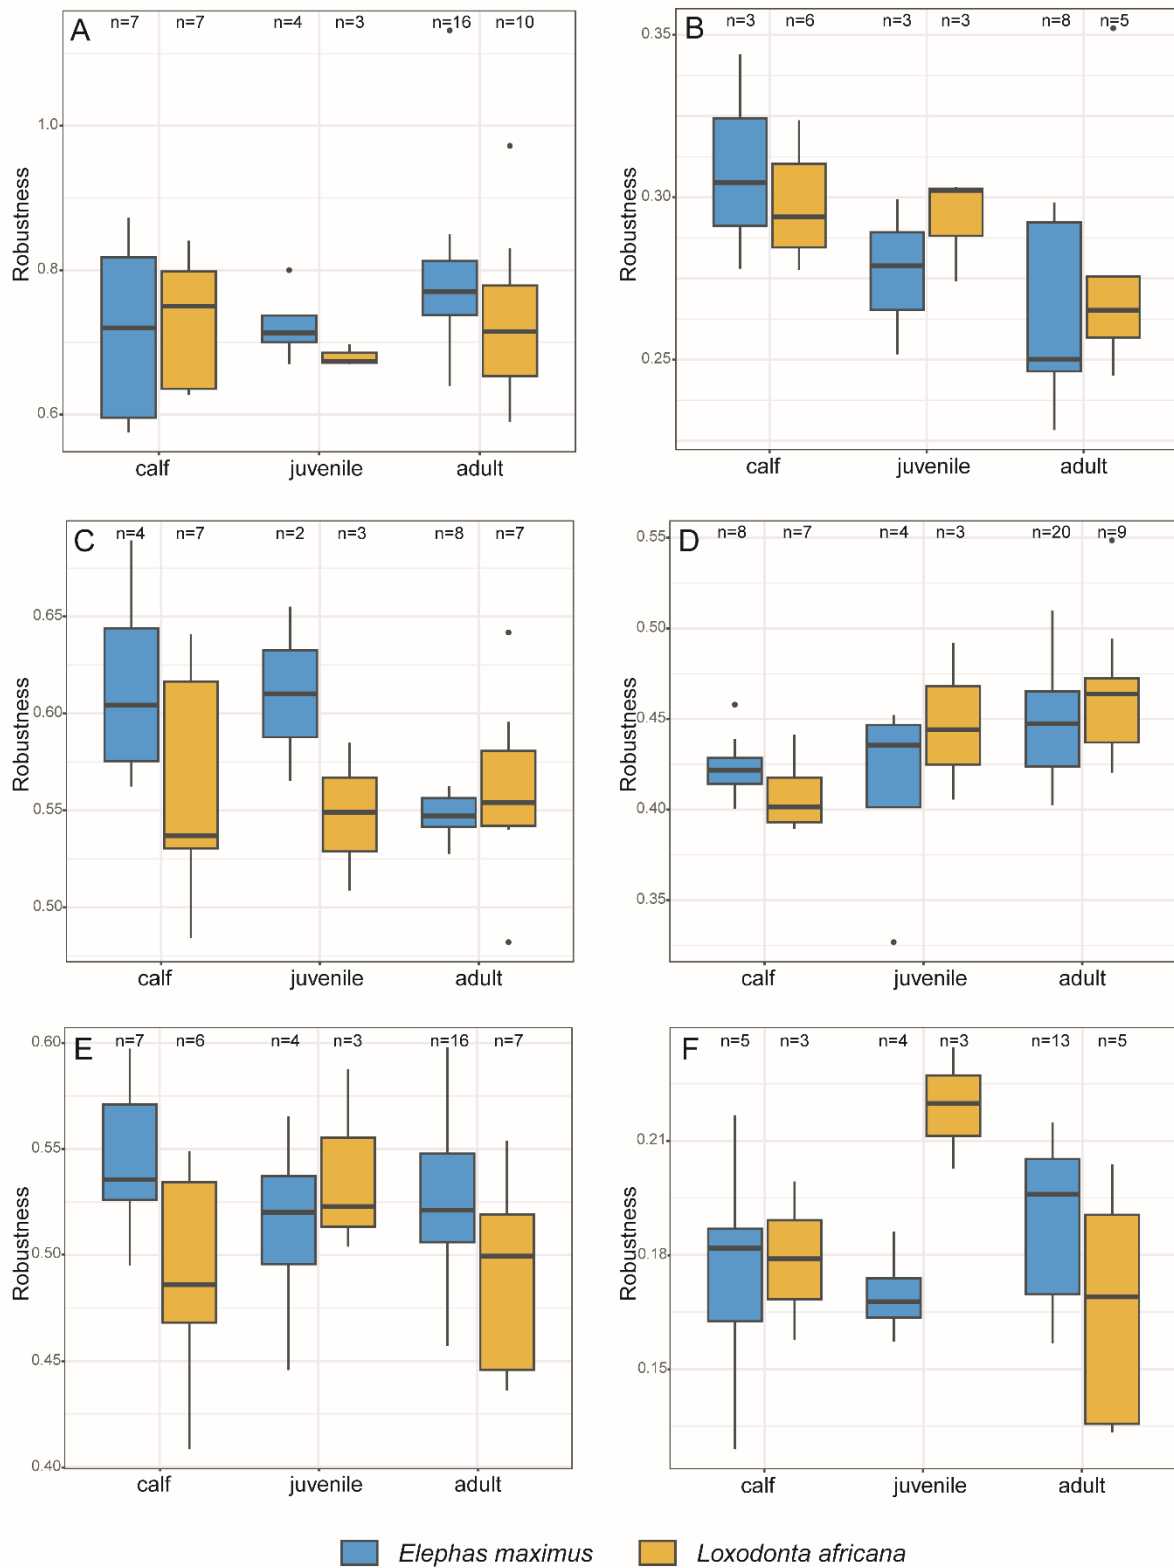 A
n=7 n=7 n=4 n=3 n=16 n=10
1.0
0.8
0.6
Robustness
calf juvenile adult
B
n=3 n=6 n=3 n=3 n=8 n=5
0.35
0.30
0.25
Robustness
calf juvenile adult
C
n=4 n=7 n=2 n=3 n=8 n=7
0.65
0.60
0.55
0.50
Robustness
calf juvenile adult
D
n=8 n=7 n=4 n=3 n=20 n=9
0.55
0.50
0.45
0.40
0.35
Robustness
calf juvenile adult
E
n=7 n=6 n=4 n=3 n=16 n=7
0.60
0.55
0.50
0.45
0.40
Robustness
calf juvenile adult
F
n=5 n=3 n=4 n=3 n=13 n=5
0.21
0.18
0.15
Robustness
calf juvenile adult
Elephas maximus Loxodonta africana